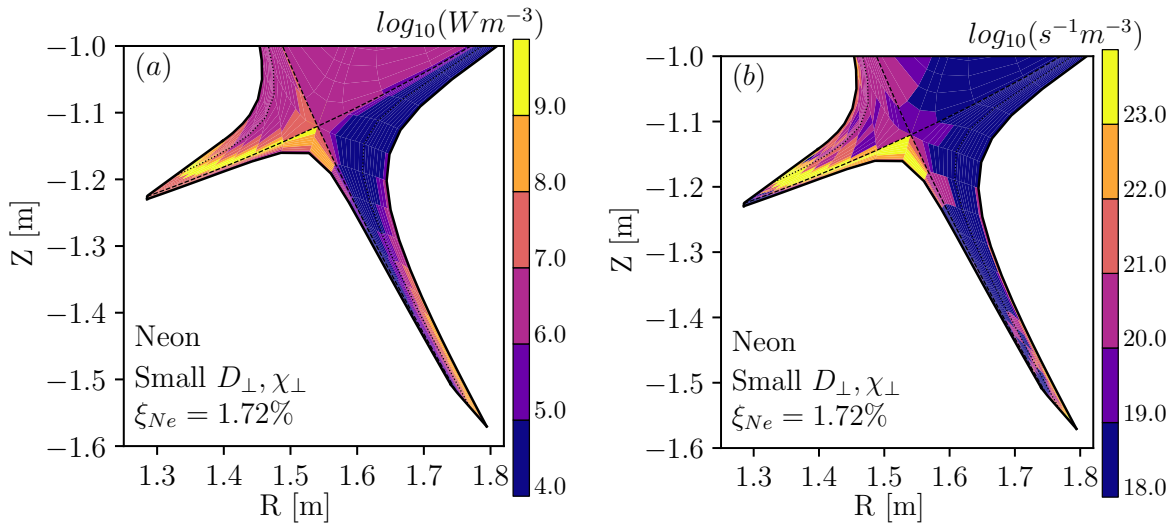 log₁₀(Wm⁻³)
(a)
−1.0
−1.1
−1.2
−1.3
−1.4
−1.5
−1.6
Z [m]
1.3 1.4 1.5 1.6 1.7 1.8
R [m]
Neon
Small D⊥, χ⊥
ξNe = 1.72%
9.0
8.0
7.0
6.0
5.0
4.0
log₁₀(s⁻¹m⁻³)
(b)
−1.0
−1.1
−1.2
−1.3
−1.4
−1.5
−1.6
Z [m]
1.3 1.4 1.5 1.6 1.7 1.8
R [m]
Neon
Small D⊥, χ⊥
ξNe = 1.72%
23.0
22.0
21.0
20.0
19.0
18.0